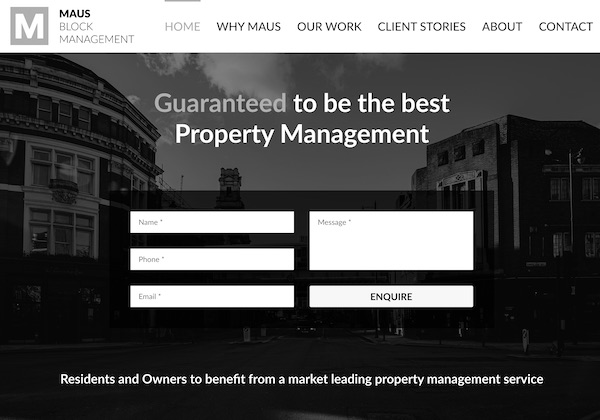 M
MAUS
BLOCK
MANAGEMENT
HOME WHY MAUS OUR WORK CLIENT STORIES ABOUT CONTACT
Guaranteed to be the best
Property Management
Name *
Message *
Phone *
Email *
ENQUIRE
Residents and Owners to benefit from a market leading property management service